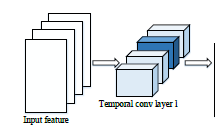 Temporal conv layer 1
Input feature